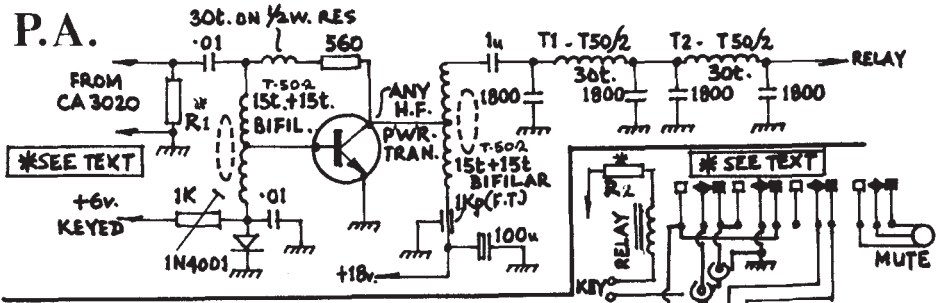 P.A.
30t. ON 1/2W. RES
.01
560
1u
T1 - T50/2
T2 - T50/2
RELAY
FROM
CA 3020
*
R1
T-50-2
15t.+15t.
BIFIL.
ANY
H.F.
PWR.
TRAN.
1800
30t.
1800
30t.
1800
1800
*SEE TEXT
T-50-2
15t+15t
BIFILAR
1Kp(F.T)
*
R2
* SEE TEXT
+6v.
KEYED
1K
.01
1N4001
100u
+18v.
RELAY
KEY
MUTE